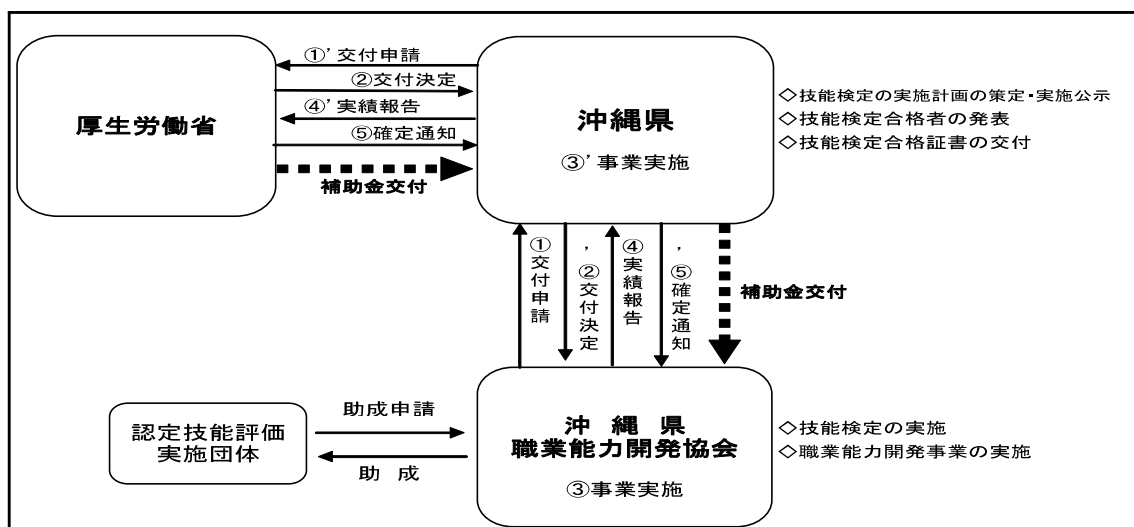 ①’交付申請
②交付決定
④’実績報告
⑤確定通知
補助金交付
厚生労働省
沖縄県
③’事業実施
◇技能検定の実施計画の策定・実施公示
◇技能検定合格者の発表
◇技能検定合格証書の交付
①交付申請
’②交付決定
④実績報告
’⑤確定通知
補助金交付
認定技能評価
実施団体
助成申請
助 成
沖 縄 県
職業能力開発協会
③事業実施
◇技能検定の実施
◇職業能力開発事業の実施